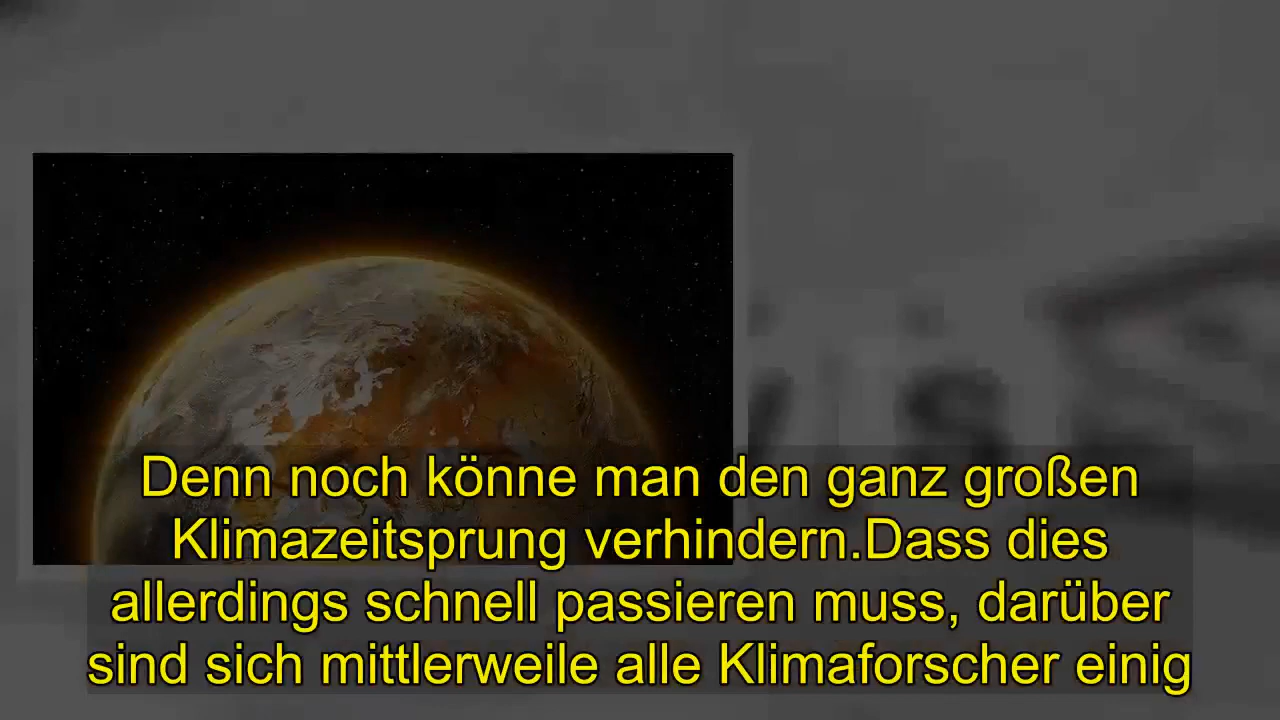 Denn noch könne man den ganz großen
Klimazeitsprung verhindern.Dass dies
allerdings schnell passieren muss, darüber
sind sich mittlerweile alle Klimaforscher einig